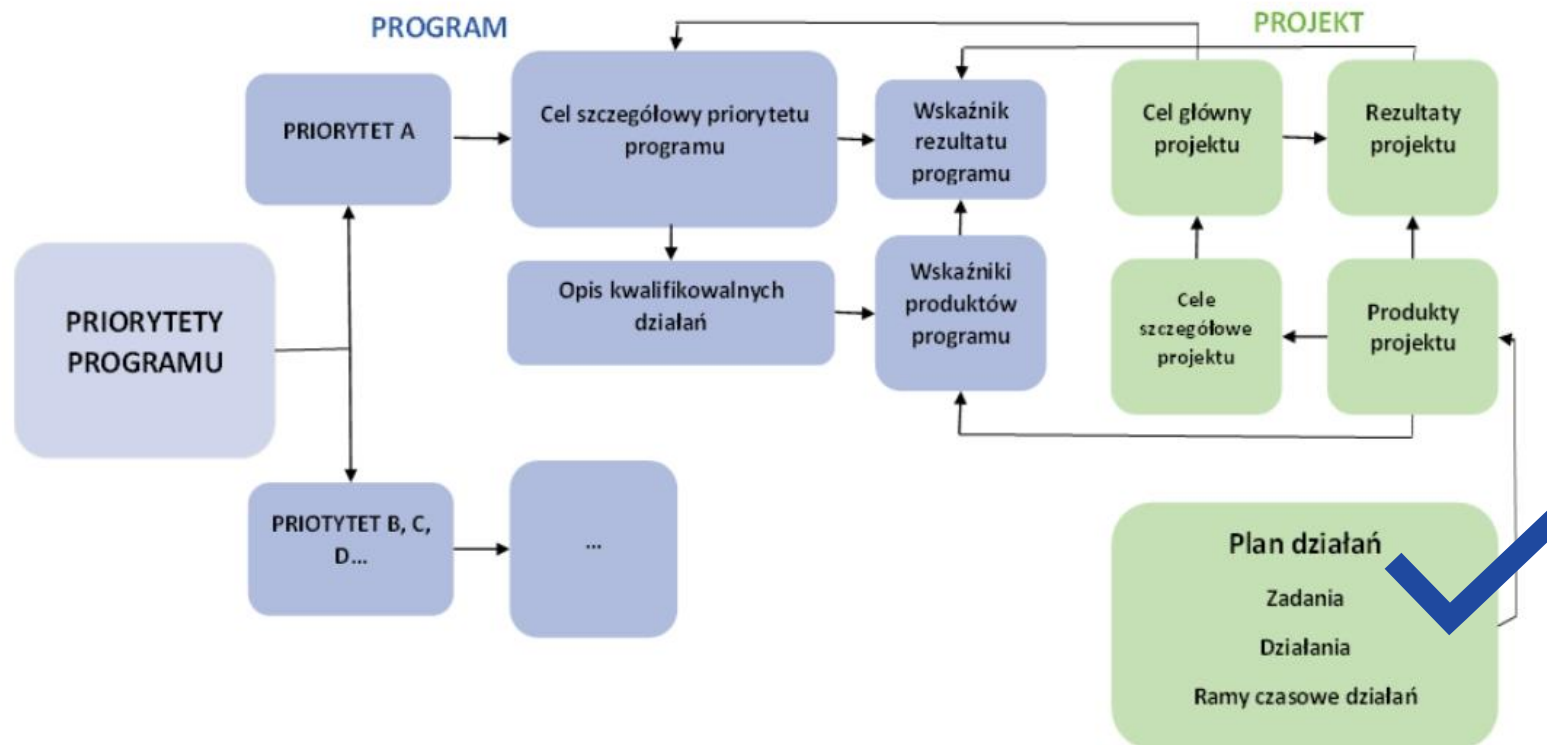 PROGRAM
PROJEKT
PRIORYTET A
Cel szczegółowy priorytetu
programu
Wskaźnik
rezultatu
programu
Cel główny
projektu
Rezultaty
projektu
PRIORYTETY
PROGRAMU
Opis kwalifikowalnych
działań
Wskaźniki
produktów
programu
Cele
szczegółowe
projektu
Produkty
projektu
PRIOTYTET B, C,
D...
...
Plan działań
Zadania
Działania
Ramy czasowe działań